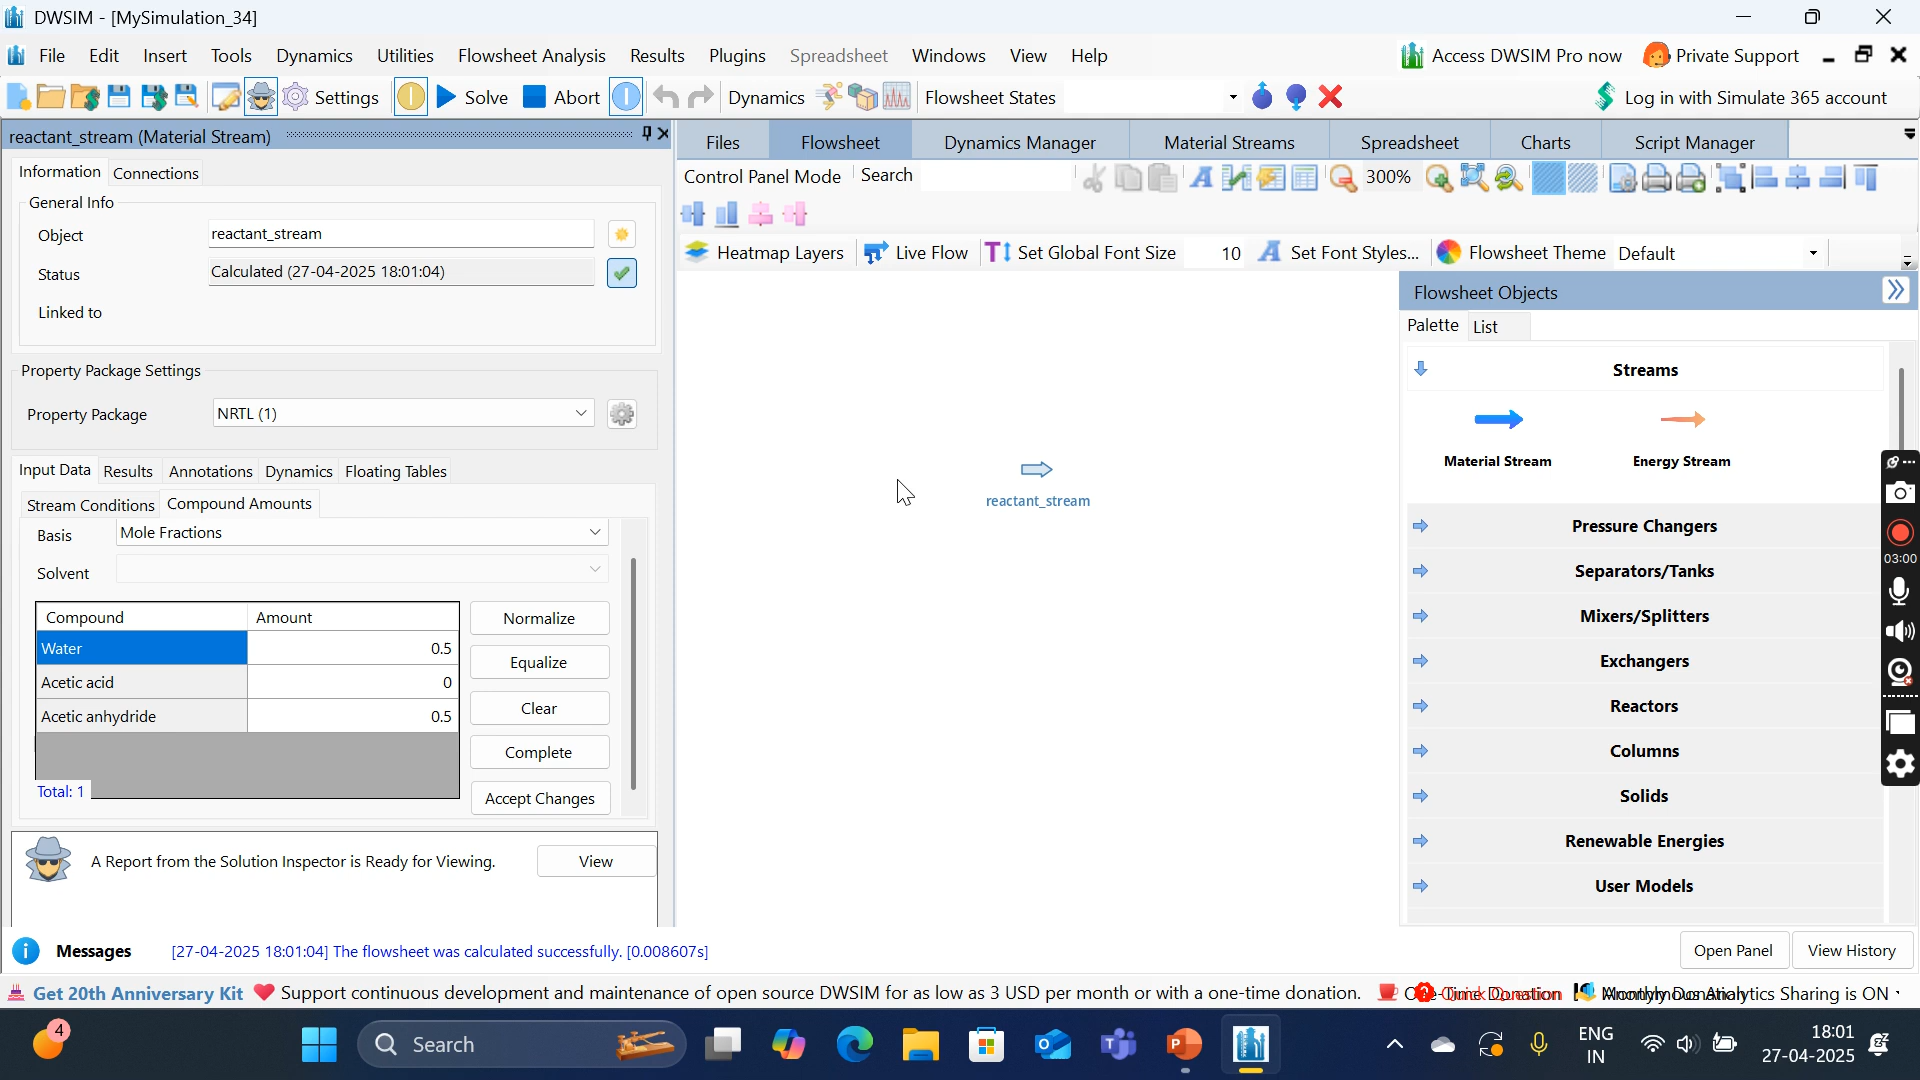 DWSIM - [MySimulation_34]
File Edit Insert Tools Dynamics Utilities Flowsheet Analysis Results Plugins Spreadsheet Windows View Help Access DWSIM Pro now Private Support
Settings Solve Abort Dynamics Flowsheet States Log in with Simulate 365 account
reactant_stream (Material Stream)
Files Flowsheet Dynamics Manager Material Streams Spreadsheet Charts Script Manager
Information Connections
Control Panel Mode Search 300%
General Info
Object reactant_stream
Status Calculated (27-04-2025 18:01:04)
Linked to
Heatmap Layers Live Flow Set Global Font Size 10 Set Font Styles... Flowsheet Theme Default
Flowsheet Objects
Palette List
Streams
Material Stream Energy Stream
Pressure Changers
Separators/Tanks
Mixers/Splitters
Exchangers
Reactors
Columns
Solids
Renewable Energies
User Models
Property Package Settings
Property Package NRTL (1)
Input Data Results Annotations Dynamics Floating Tables
Stream Conditions Compound Amounts
Basis Mole Fractions
Solvent
Compound Amount
Water 0.5
Acetic acid 0
Acetic anhydride 0.5
Total: 1
Normalize
Equalize
Clear
Complete
Accept Changes
reactant_stream
03:00
A Report from the Solution Inspector is Ready for Viewing. View
Messages [27-04-2025 18:01:04] The flowsheet was calculated successfully. [0.008607s] Open Panel View History
Get 20th Anniversary Kit Support continuous development and maintenance of open source DWSIM for as low as 3 USD per month or with a one-time donation.
Sharing is ON
4 Search ENG IN 18:01 27-04-2025